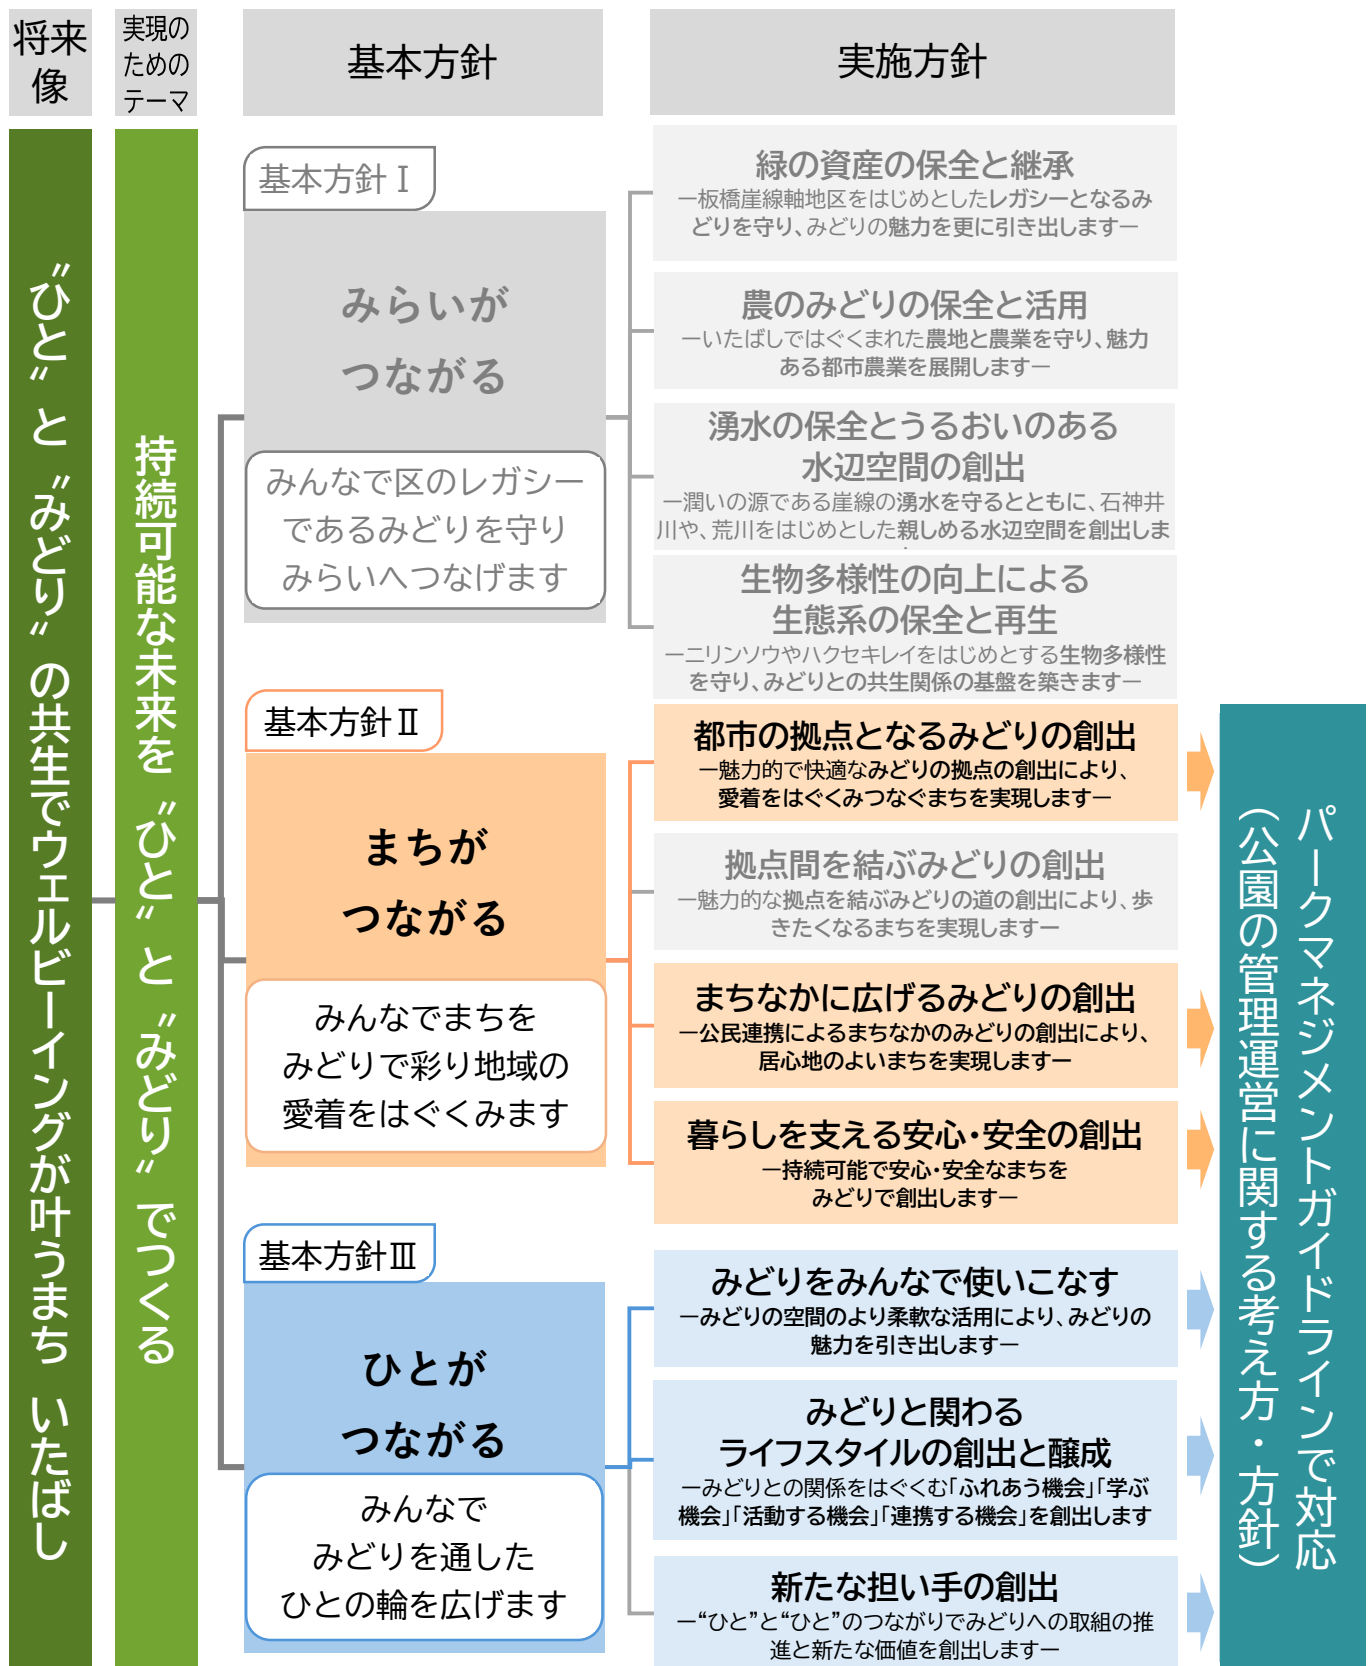 将来
像
実現の
ための
テーマ
基本方針
実施方針
〝ひと〟と〝みどり〟の共生でウェルビーイングが叶うまち いたばし
持続可能な未来を〝ひと〟と〝みどり〟でつくる
基本方針Ⅰ
みらいが
つながる
みんなで区のレガシー
であるみどりを守り
みらいへつなげます
緑の資産の保全と継承
―板橋崖線軸地区をはじめとしたレガシーとなるみ
どりを守り、みどりの魅力を更に引き出します―
農のみどりの保全と活用
―いたばしではぐくまれた農地と農業を守り、魅力
ある都市農業を展開します―
湧水の保全とうるおいのある
水辺空間の創出
―潤いの源である崖線の湧水を守るとともに、石神井
川や、荒川をはじめとした親しめる水辺空間を創出しま
生物多様性の向上による
生態系の保全と再生
―ニリンソウやハクセキレイをはじめとする生物多様性
を守り、みどりとの共生関係の基盤を築きます―
基本方針Ⅱ
まちが
つながる
みんなでまちを
みどりで彩り地域の
愛着をはぐくみます
都市の拠点となるみどりの創出
―魅力的で快適なみどりの拠点の創出により、
愛着をはぐくみつなぐまちを実現します―
拠点間を結ぶみどりの創出
―魅力的な拠点を結ぶみどりの道の創出により、歩
きたくなるまちを実現します―
まちなかに広げるみどりの創出
―公民連携によるまちなかのみどりの創出により、
居心地のよいまちを実現します―
暮らしを支える安心・安全の創出
―持続可能で安心・安全なまちを
みどりで創出します―
基本方針Ⅲ
ひとが
つながる
みんなで
みどりを通した
ひとの輪を広げます
みどりをみんなで使いこなす
―みどりの空間のより柔軟な活用により、みどりの
魅力を引き出します―
みどりと関わる
ライフスタイルの創出と醸成
―みどりとの関係をはぐくむ「ふれあう機会」「学ぶ
機会」「活動する機会」「連携する機会」を創出します
新たな担い手の創出
―“ひと”と“ひと”のつながりでみどりへの取組の推
進と新たな価値を創出します―
パークマネジメントガイドラインで対応
（公園の管理運営に関する考え方・方針）